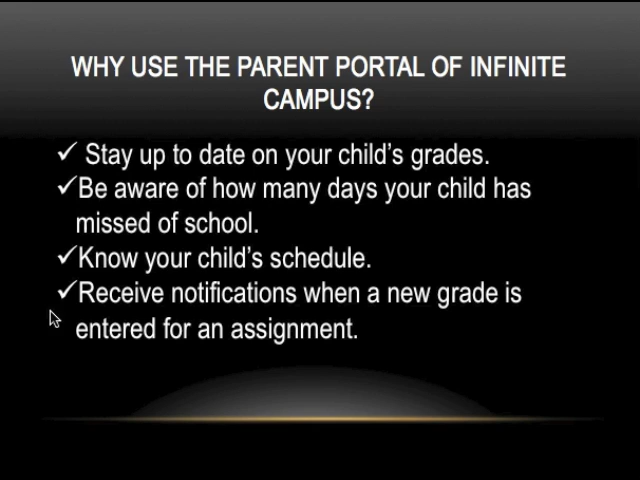 WHY USE THE PARENT PORTAL OF INFINITE
CAMPUS?
✓ Stay up to date on your child’s grades.
✓Be aware of how many days your child has
missed of school.
✓Know your child’s schedule.
✓Receive notifications when a new grade is
entered for an assignment.